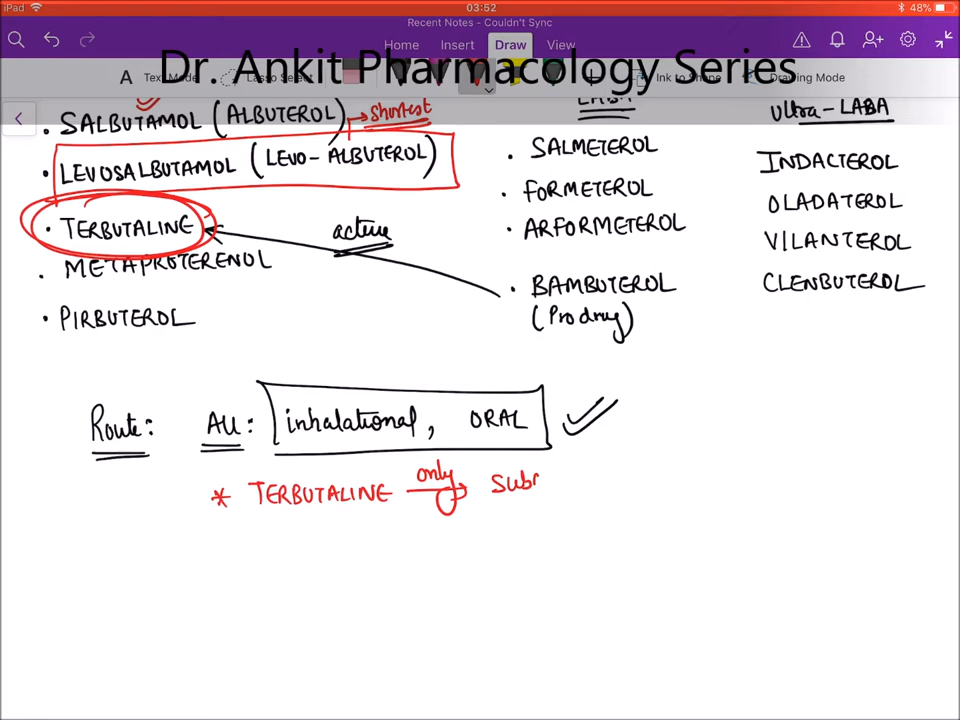 iPad 03:52 48%
Recent Notes - Couldn't Sync
Home Insert Draw View
Dr. Ankit Pharmacology Series
A Text Mode Lasso Select Ink to Shape Drawing Mode
LABA Ultra-LABA
• SALBUTAMOL (ALBUTEROL) → Shortest
• LEVOSALBUTAMOL (LEVO-ALBUTEROL)
• TERBUTALINE
• METAPROTERENOL
• PIRBUTEROL
active
• SALMETEROL
• FORMETEROL
• ARFORMETEROL
• BAMBUTEROL
(Prodrug)
INDACTEROL
OLADATEROL
VILANTEROL
CLENBUTEROL
Route: All: inhalational, ORAL
* TERBUTALINE only → Sub